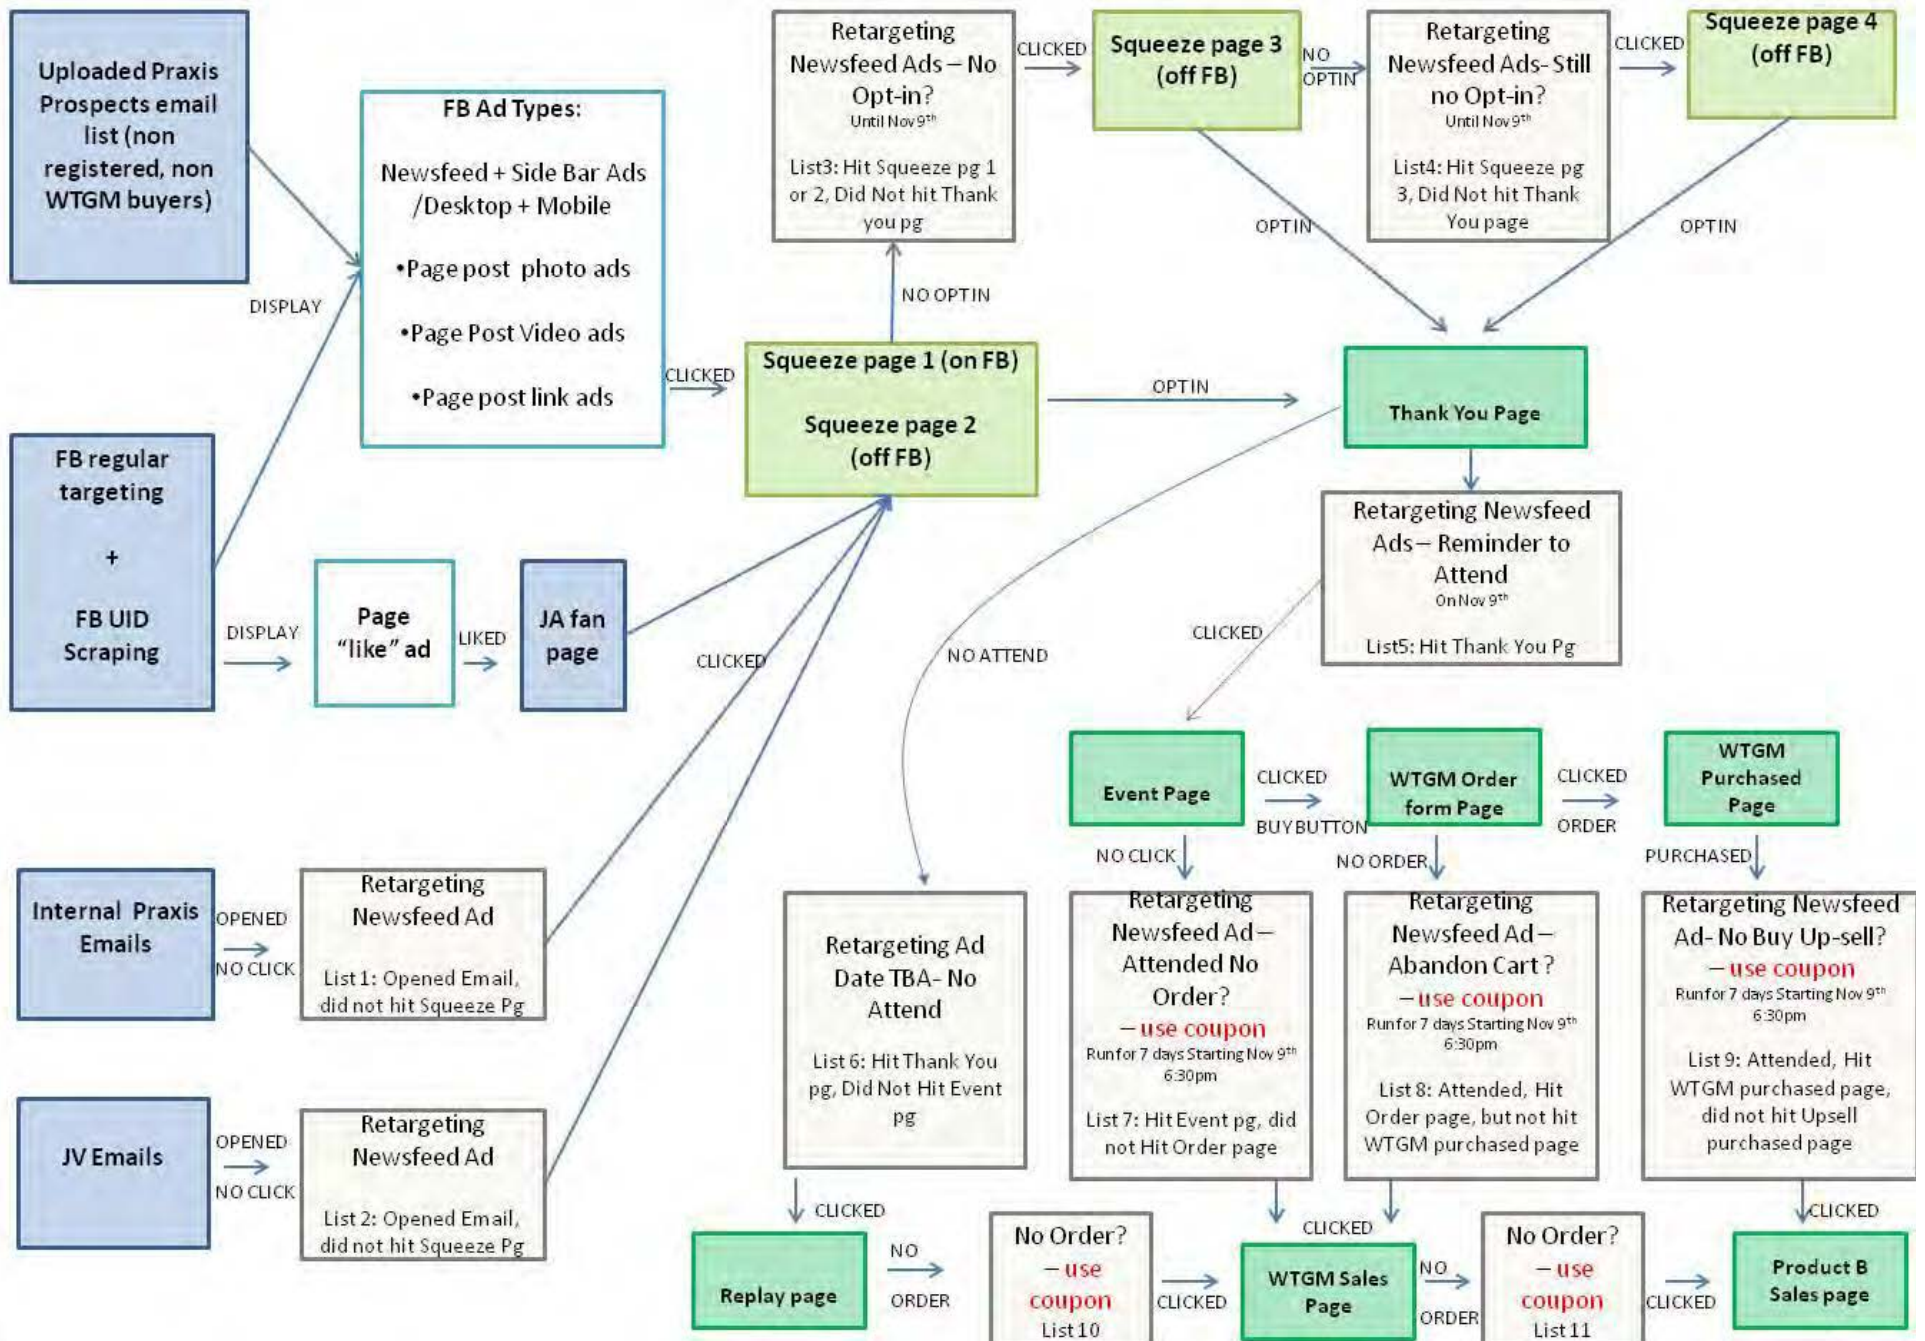 Uploaded Praxis
Prospects email
list (non
registered, non
WTGM buyers)
DISPLAY
FB Ad Types:
Newsfeed + Side Bar Ads
/Desktop + Mobile
•Page post photo ads
•Page Post Video ads
•Page post link ads
CLICKED
Retargeting
Newsfeed Ads – No
Opt-in?
Until Nov 9th
List3: Hit Squeeze pg 1
or 2, Did Not hit Thank
you pg
CLICKED
Squeeze page 3
(off FB)
NO
OPTIN
Retargeting
Newsfeed Ads- Still
no Opt-in?
Until Nov 9th
List4: Hit Squeeze pg
3, Did Not hit Thank
You page
CLICKED
Squeeze page 4
(off FB)
NO OPTIN
OPTIN
OPTIN
Squeeze page 1 (on FB)
Squeeze page 2
(off FB)
OPTIN
Thank You Page
FB regular
targeting
+
FB UID
Scraping
DISPLAY
Page
“like” ad
LIKED
JA fan
page
CLICKED
NO ATTEND
Retargeting Newsfeed
Ads – Reminder to
Attend
On Nov 9th
List5: Hit Thank You Pg
CLICKED
Event Page
CLICKED
BUY BUTTON
WTGM Order
form Page
CLICKED
ORDER
WTGM
Purchased
Page
NO CLICK
NO ORDER
PURCHASED
Internal Praxis
Emails
OPENED
NO CLICK
Retargeting
Newsfeed Ad
List 1: Opened Email,
did not hit Squeeze Pg
JV Emails
OPENED
NO CLICK
Retargeting
Newsfeed Ad
List 2: Opened Email,
did not hit Squeeze Pg
Retargeting Ad
Date TBA- No
Attend
List 6: Hit Thank You
pg, Did Not Hit Event
pg
Retargeting
Newsfeed Ad –
Attended No
Order?
– use coupon
Run for 7 days Starting Nov 9th
6:30pm
List 7: Hit Event pg, did
not Hit Order page
Retargeting
Newsfeed Ad –
Abandon Cart ?
– use coupon
Run for 7 days Starting Nov 9th
6:30pm
List 8: Attended, Hit
Order page, but not hit
WTGM purchased page
Retargeting Newsfeed
Ad- No Buy Up-sell?
– use coupon
Run for 7 days Starting Nov 9th
6:30pm
List 9: Attended, Hit
WTGM purchased page,
did not hit Upsell
purchased page
CLICKED
CLICKED
CLICKED
Replay page
NO
ORDER
No Order?
– use
coupon
List 10
CLICKED
WTGM Sales
Page
NO
ORDER
No Order?
– use
coupon
List 11
CLICKED
Product B
Sales page